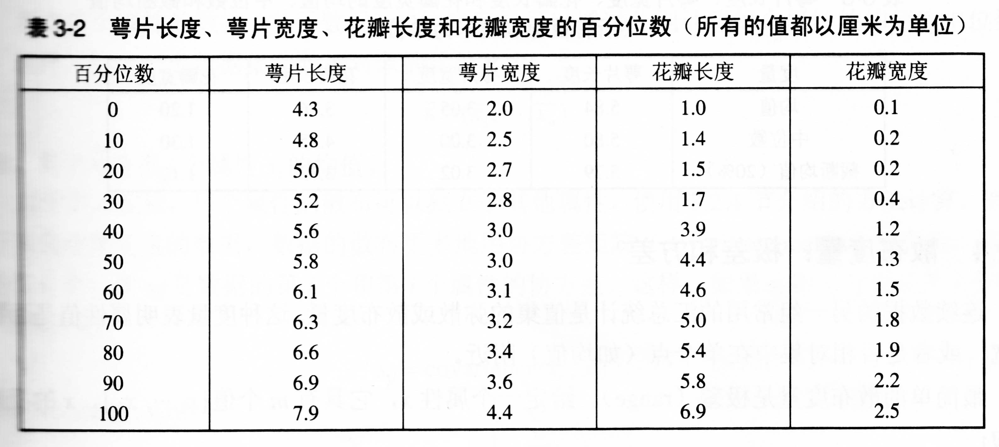 表3-2 萼片长度、萼片宽度、花瓣长度和花瓣宽度的百分位数（所有的值都以厘米为单位）
百分位数 萼片长度 萼片宽度 花瓣长度 花瓣宽度
0 4.3 2.0 1.0 0.1
10 4.8 2.5 1.4 0.2
20 5.0 2.7 1.5 0.2
30 5.2 2.8 1.7 0.4
40 5.6 3.0 3.9 1.2
50 5.8 3.0 4.4 1.3
60 6.1 3.1 4.6 1.5
70 6.3 3.2 5.0 1.8
80 6.6 3.4 5.4 1.9
90 6.9 3.6 5.8 2.2
100 7.9 4.4 6.9 2.5